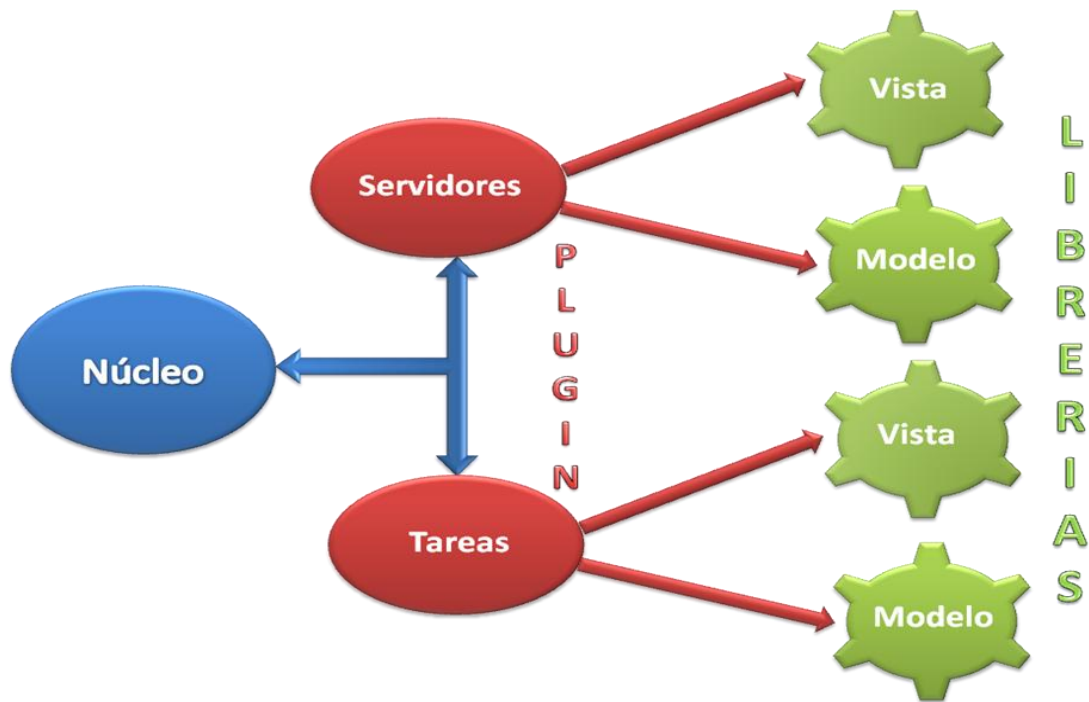 Vista
Servidores
Modelo
PLUGIN
LIBRERIAS
Núcleo
Vista
Tareas
Modelo